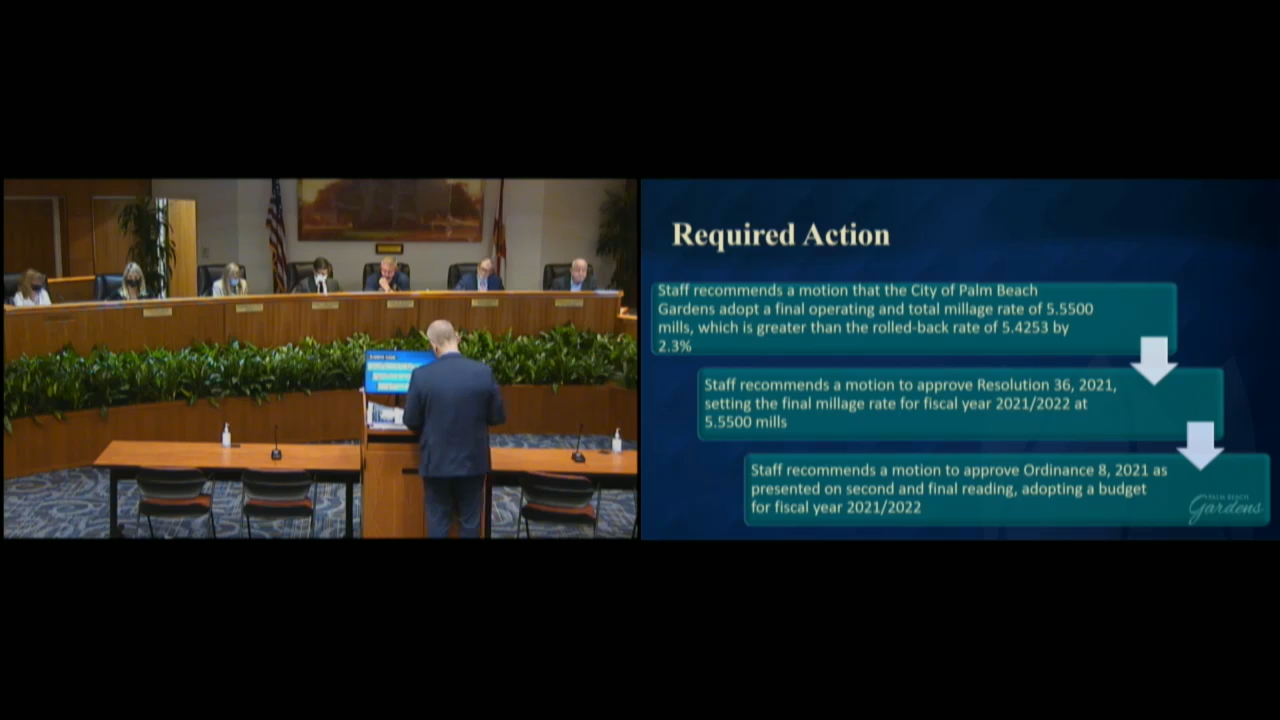 Required Action
Staff recommends a motion that the City of Palm Beach
Gardens adopt a final operating and total millage rate of 5.5500
mills, which is greater than the rolled-back rate of 5.4253 by
2.3%
Staff recommends a motion to approve Resolution 36, 2021,
setting the final millage rate for fiscal year 2021/2022 at
5.5500 mills
Staff recommends a motion to approve Ordinance 8, 2021 as
presented on second and final reading, adopting a budget
for fiscal year 2021/2022
PALM BEACH
Gardens